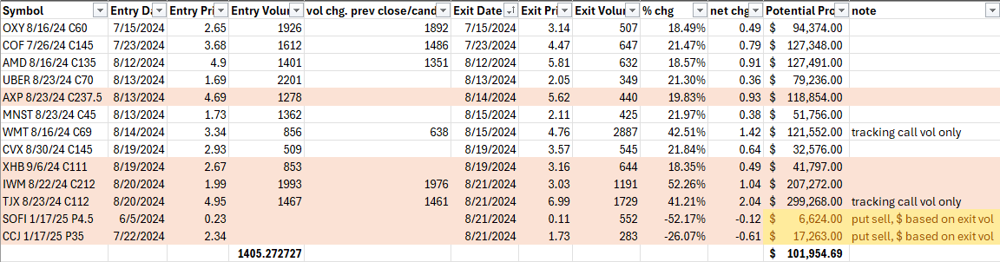 Symbol Entry Da Entry Pri Entry Volun vol chg. prev close/cand Exit Date Exit Pri Exit Volun % chg net chg Potential Pro note
OXY 8/16/24 C60 7/15/2024 2.65 1926 1892 7/15/2024 3.14 507 18.49% 0.49 $ 94,374.00
COF 7/26/24 C145 7/23/2024 3.68 1612 1486 7/23/2024 4.47 647 21.47% 0.79 $ 127,348.00
AMD 8/16/24 C135 8/12/2024 4.9 1401 1351 8/12/2024 5.81 632 18.57% 0.91 $ 127,491.00
UBER 8/23/24 C70 8/13/2024 1.69 2201 8/13/2024 2.05 349 21.30% 0.36 $ 79,236.00
AXP 8/23/24 C237.5 8/13/2024 4.69 1278 8/14/2024 5.62 440 19.83% 0.93 $ 118,854.00
MNST 8/23/24 C45 8/13/2024 1.73 1362 8/15/2024 2.11 425 21.97% 0.38 $ 51,756.00
WMT 8/16/24 C69 8/14/2024 3.34 856 638 8/15/2024 4.76 2887 42.51% 1.42 $ 121,552.00 tracking call vol only
CVX 8/30/24 C145 8/19/2024 2.93 509 8/19/2024 3.57 545 21.84% 0.64 $ 32,576.00
XHB 9/6/24 C111 8/19/2024 2.67 853 8/19/2024 3.16 644 18.35% 0.49 $ 41,797.00
IWM 8/22/24 C212 8/20/2024 1.99 1993 1976 8/21/2024 3.03 1191 52.26% 1.04 $ 207,272.00
TJX 8/23/24 C112 8/20/2024 4.95 1467 1461 8/21/2024 6.99 1729 41.21% 2.04 $ 299,268.00 tracking call vol only
SOFI 1/17/25 P4.5 6/5/2024 0.23 8/21/2024 0.11 552 -52.17% -0.12 $ 6,624.00 put sell, $ based on exit vol
CCJ 1/17/25 P35 7/22/2024 2.34 8/21/2024 1.73 283 -26.07% -0.61 $ 17,263.00 put sell, $ based on exit vol
1405.272727 $ 101,954.69